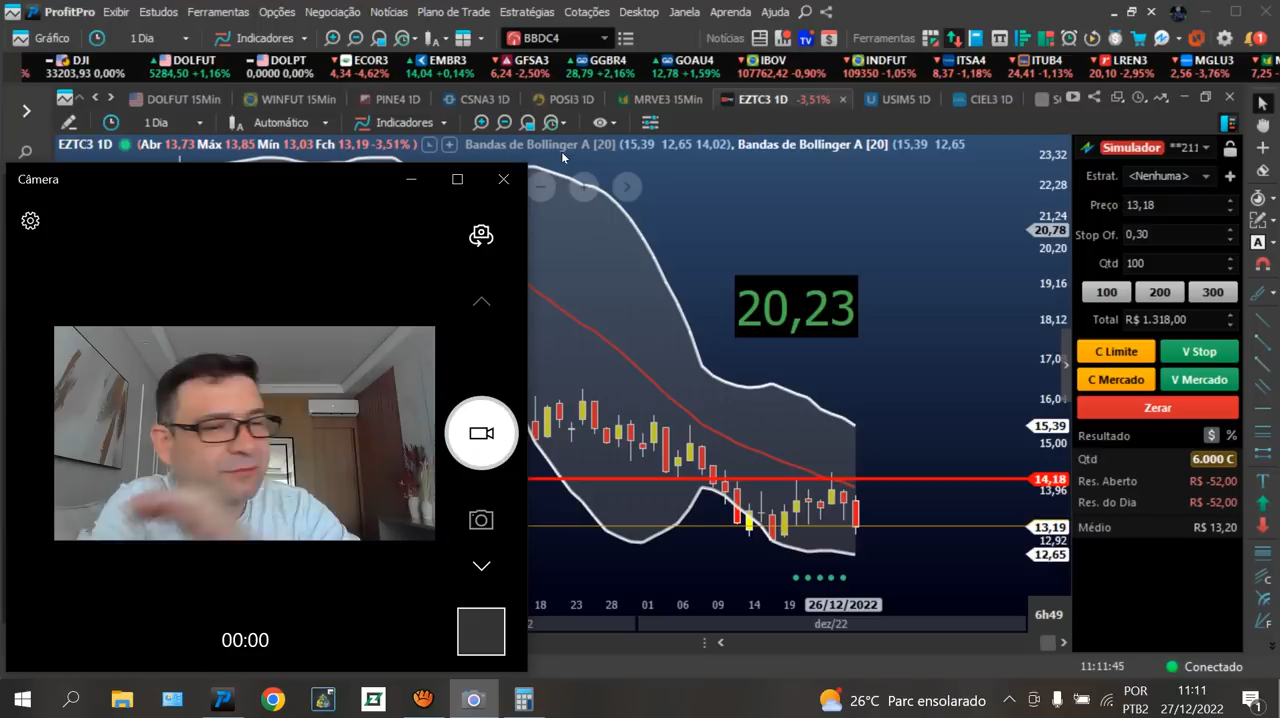 ProfitPro Exibir Estudos Ferramentas Opções Negociação Notícias Plano de Trade Estratégias Cotações Desktop Janela Aprenda Ajuda
Gráfico 1 Dia Indicadores BBDC4 Notícias TV Ferramentas
DJI DOLFUT DOLPT ECOR3 EMBR3 GFSA3 GGBR4 GOAU4 IBOV INDFUT ITSA4 ITUB4 LREN3 MGLU3
33203,93 0,00% 5284,50 +1,16% 0,0000 0,00% 4,34 -4,62% 14,04 +0,14% 6,24 -2,50% 28,79 +2,16% 12,78 +1,59% 107762,42 -0,90% 109350 -1,05% 8,37 -1,18% 24,41 -1,13% 20,10 -2,95% 2,56 -3,76% 7,25
DOLFUT 15Min WINFUT 15Min PINE4 1D CSNA3 1D POSI3 1D MRVE3 15Min EZTC3 1D -3,51% USIM5 1D CIEL3 1D
1 Dia Automático Indicadores
EZTC3 1D (Abr 13,73 Máx 13,85 Min 13,03 Fch 13,19 -3,51% ) Bandas de Bollinger A [20] (15,39 12,65 14,02), Bandas de Bollinger A [20] (15,39 12,65
Câmera
00:00
20,23
23,32
22,28
21,24
20,78
20,20
19,16
18,12
17,0
16,0
15,39
15,00
14,18
13,96
13,19
12,92
12,65
18 23 28 01 06 09 14 19 26/12/2022
2 dez/22
6h49
Simulador **211
Estrat. <Nenhuma>
Preço 13,18
Stop Of. 0,30
Qtd 100
100 200 300
Total R$ 1.318,00
C Limite V Stop
C Mercado V Mercado
Zerar
Resultado $ %
Qtd 6.000 C
Res. Aberto R$ -52,00
Res. do Dia R$ -52,00
Médio R$ 13,20
11:11:45 Conectado
26°C Parc ensolarado
POR
PTB2
11:11
27/12/2022